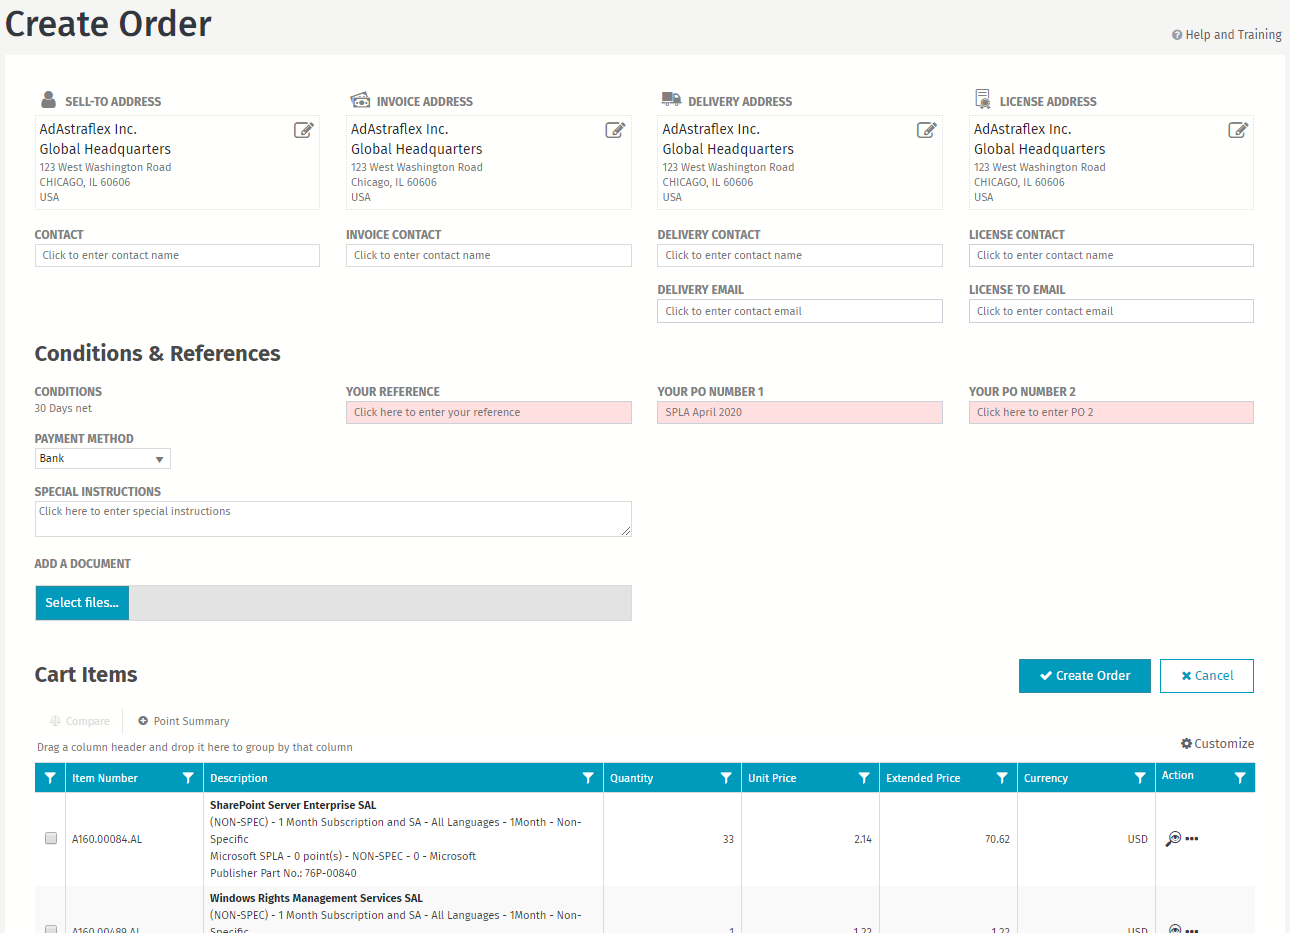 Create Order
Help and Training
SELL-TO ADDRESS
AdAstraflex Inc.
Global Headquarters
123 West Washington Road
CHICAGO, IL 60606
USA
INVOICE ADDRESS
AdAstraflex Inc.
Global Headquarters
123 West Washington Road
Chicago, IL 60606
USA
DELIVERY ADDRESS
AdAstraflex Inc.
Global Headquarters
123 West Washington Road
CHICAGO, IL 60606
USA
LICENSE ADDRESS
AdAstraflex Inc.
Global Headquarters
123 West Washington Road
CHICAGO, IL 60606
USA
CONTACT
Click to enter contact name
INVOICE CONTACT
Click to enter contact name
DELIVERY CONTACT
Click to enter contact name
LICENSE CONTACT
Click to enter contact name
DELIVERY EMAIL
Click to enter contact email
LICENSE TO EMAIL
Click to enter contact email
Conditions & References
CONDITIONS
30 Days net
YOUR REFERENCE
Click here to enter your reference
YOUR PO NUMBER 1
SPLA April 2020
YOUR PO NUMBER 2
Click here to enter PO 2
PAYMENT METHOD
Bank
SPECIAL INSTRUCTIONS
Click here to enter special instructions
ADD A DOCUMENT
Select files...
Cart Items
Create Order
Cancel
Compare
Point Summary
Drag a column header and drop it here to group by that column
Customize
Item Number
Description
Quantity
Unit Price
Extended Price
Currency
Action
A160.00084.AL
SharePoint Server Enterprise SAL
(NON-SPEC) - 1 Month Subscription and SA - All Languages - 1Month - Non-
Specific
Microsoft SPLA - 0 point(s) - NON-SPEC - 0 - Microsoft
Publisher Part No.: 76P-00840
33
2.14
70.62
USD
A160.00489.AL
Windows Rights Management Services SAL
(NON-SPEC) - 1 Month Subscription and SA - All Languages - 1Month - Non-
Specific
1
1.22
1.22
USD